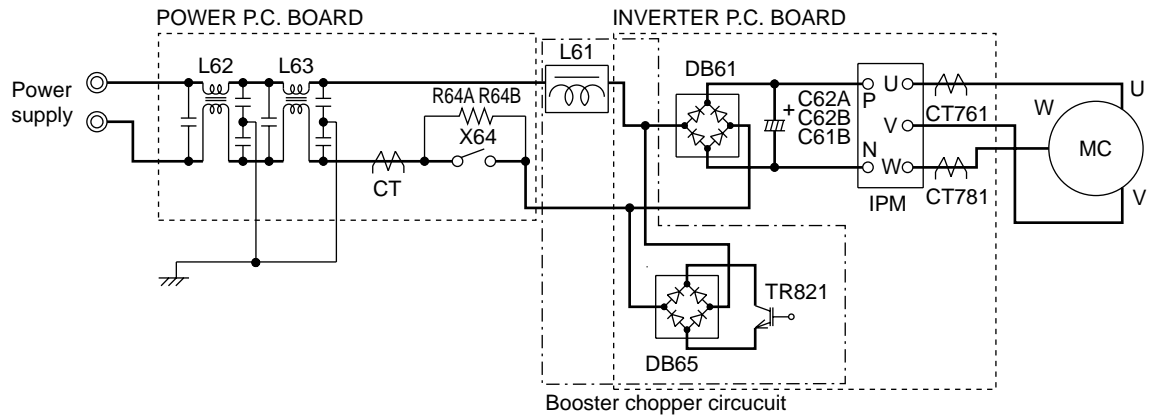 POWER P.C. BOARD
INVERTER P.C. BOARD
L61
L62
L63
DB61
Power
supply
R64A R64B
X64
CT
+
C62A
C62B
C61B
P
N
U
V
W
IPM
CT761
CT781
W
U
MC
V
TR821
DB65
Booster chopper circucuit